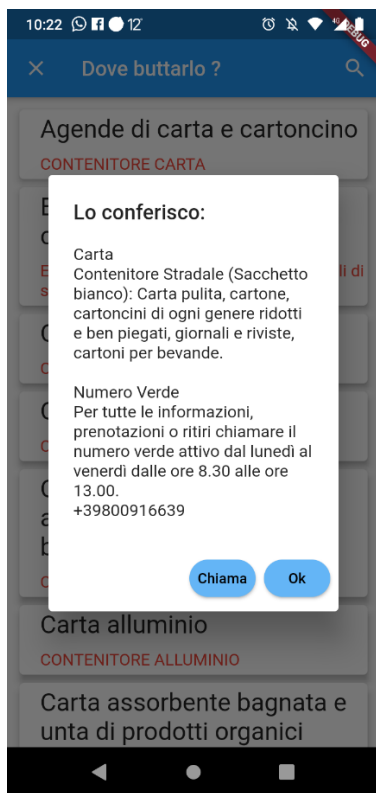 10:22 12°
DEBUG
Dove buttarlo ?
Agende di carta e cartoncino
CONTENITORE CARTA
Lo conferisco:
Carta
Contenitore Stradale (Sacchetto
bianco): Carta pulita, cartone,
cartoncini di ogni genere ridotti
e ben piegati, giornali e riviste,
cartoni per bevande.
Numero Verde
Per tutte le informazioni,
prenotazioni o ritiri chiamare il
numero verde attivo dal lunedì al
venerdì dalle ore 8.30 alle ore
13.00.
+39800916639
Chiama Ok
Carta alluminio
CONTENITORE ALLUMINIO
Carta assorbente bagnata e
unta di prodotti organici